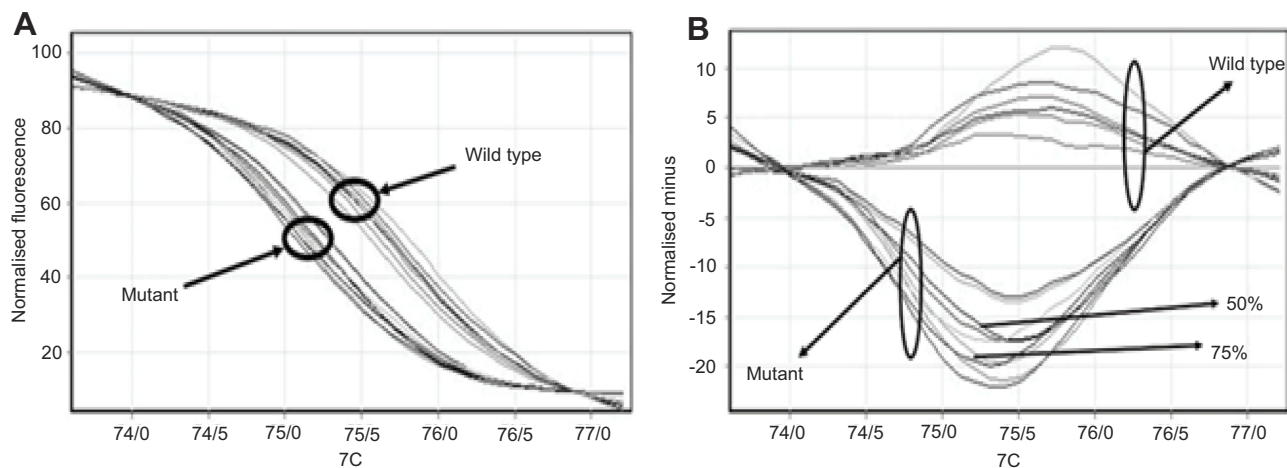 A
Normalised fluorescence
100
80
60
40
20
Wild type
Mutant
74/0 74/5 75/0 75/5 76/0 76/5 77/0
7C
B
Normalised minus
10
5
0
-5
-10
-15
-20
Wild type
50%
75%
Mutant
74/0 74/5 75/0 75/5 76/0 76/5 77/0
7C